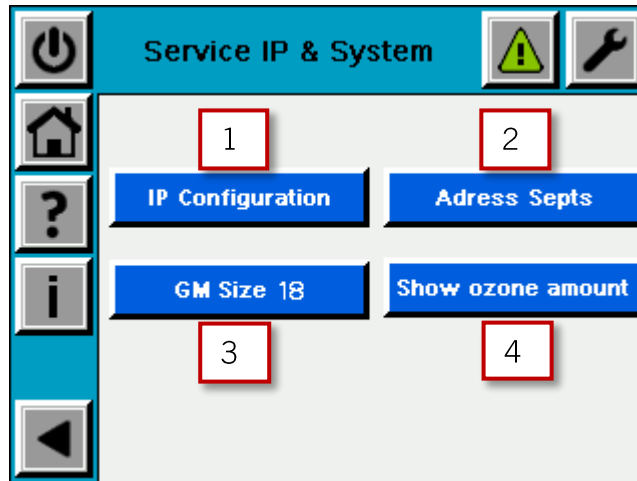 Service IP & System
1
2
IP Configuration
Adress Septs
?
i
GM Size 18
Show ozone amount
3
4